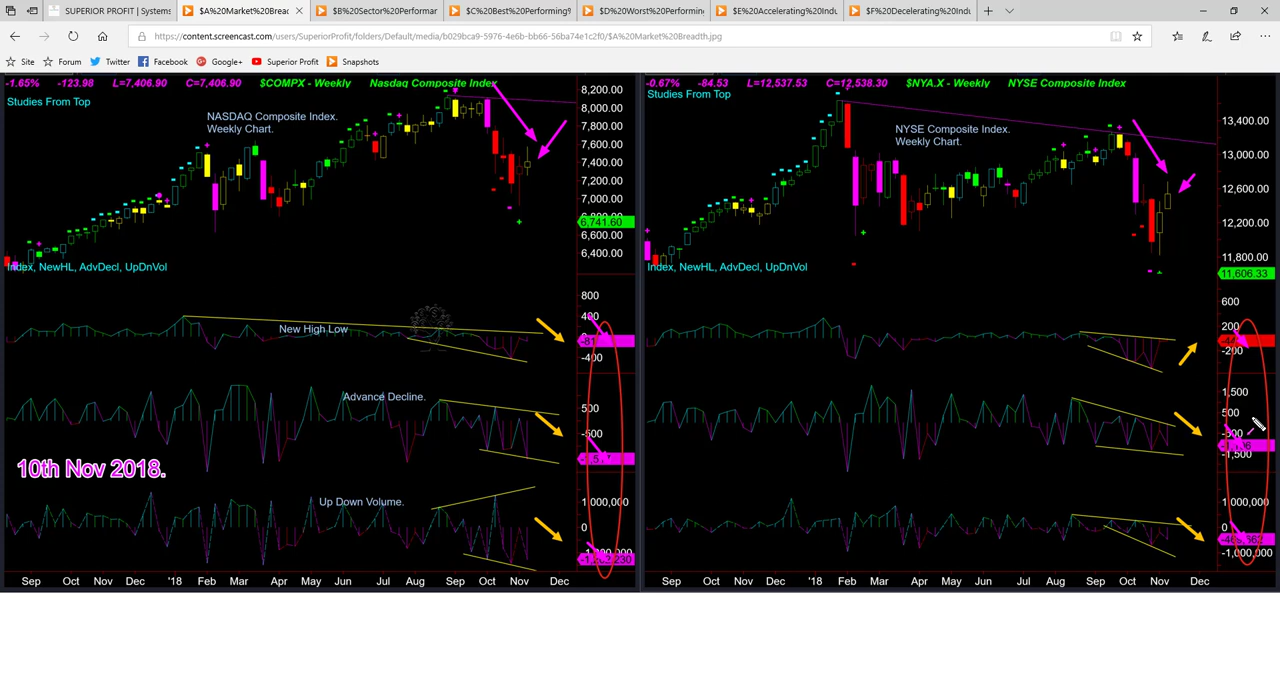 SUPERIOR PROFIT | Systems
$A%20Market%20Bread
$B%20Sector%20Performar
$C%20Best%20Performing%
$D%20Worst%20Performing
$E%20Accelerating%20Indu
$F%20Decelerating%20Indu
https://content.screencast.com/users/SuperiorProfit/folders/Default/media/b029bca9-5976-4e6b-bb66-56ba74e1c2f0/$A%20Market%20Breadth.jpg
Site
Forum
Twitter
Facebook
Google+
Superior Profit
Snapshots
-1.65% -123.98 L=7,406.90 C=7,406.90 $COMPX - Weekly Nasdaq Composite Index
Studies From Top
NASDAQ Composite Index.
Weekly Chart.
8,200.00
8,000.00
7,800.00
7,600.00
7,400.00
7,200.00
7,000.00
6,741.60
6,600.00
6,400.00
Index, NewHL, AdvDecl, UpDnVol
800
400
-400
New High Low
Advance Decline.
500
-500
10th Nov 2018.
Up Down Volume.
1000,000
0
Sep Oct Nov Dec '18 Feb Mar Apr May Jun Jul Aug Sep Oct Nov Dec
-0.67% -84.53 L=12,537.53 C=12,538.30 $NYA.X - Weekly NYSE Composite Index
Studies From Top
NYSE Composite Index.
Weekly Chart.
13,400.00
13,000.00
12,600.00
12,200.00
11,800.00
11,606.33
Index, NewHL, AdvDecl, UpDnVol
600
200
-200
1,500
500
-1,500
1000,000
0
-1,000,000
Sep Oct Nov Dec '18 Feb Mar Apr May Jun Jul Aug Sep Oct Nov Dec